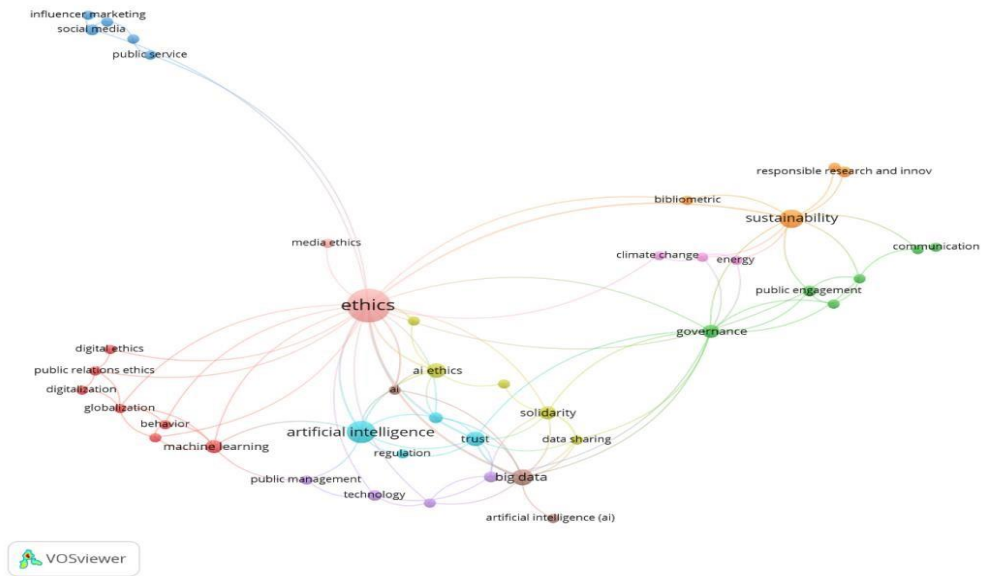 influencer marketing
social media
public service
responsible research and innov
bibliometric
sustainability
media ethics
communication
climate change
energy
public engagement
ethics
governance
digital ethics
public relations ethics
ai ethics
digitalization
ai
globalization
solidarity
behavior
artificial intelligence
trust
data sharing
machine learning
regulation
public management
big data
technology
artificial intelligence (ai)
VOSviewer